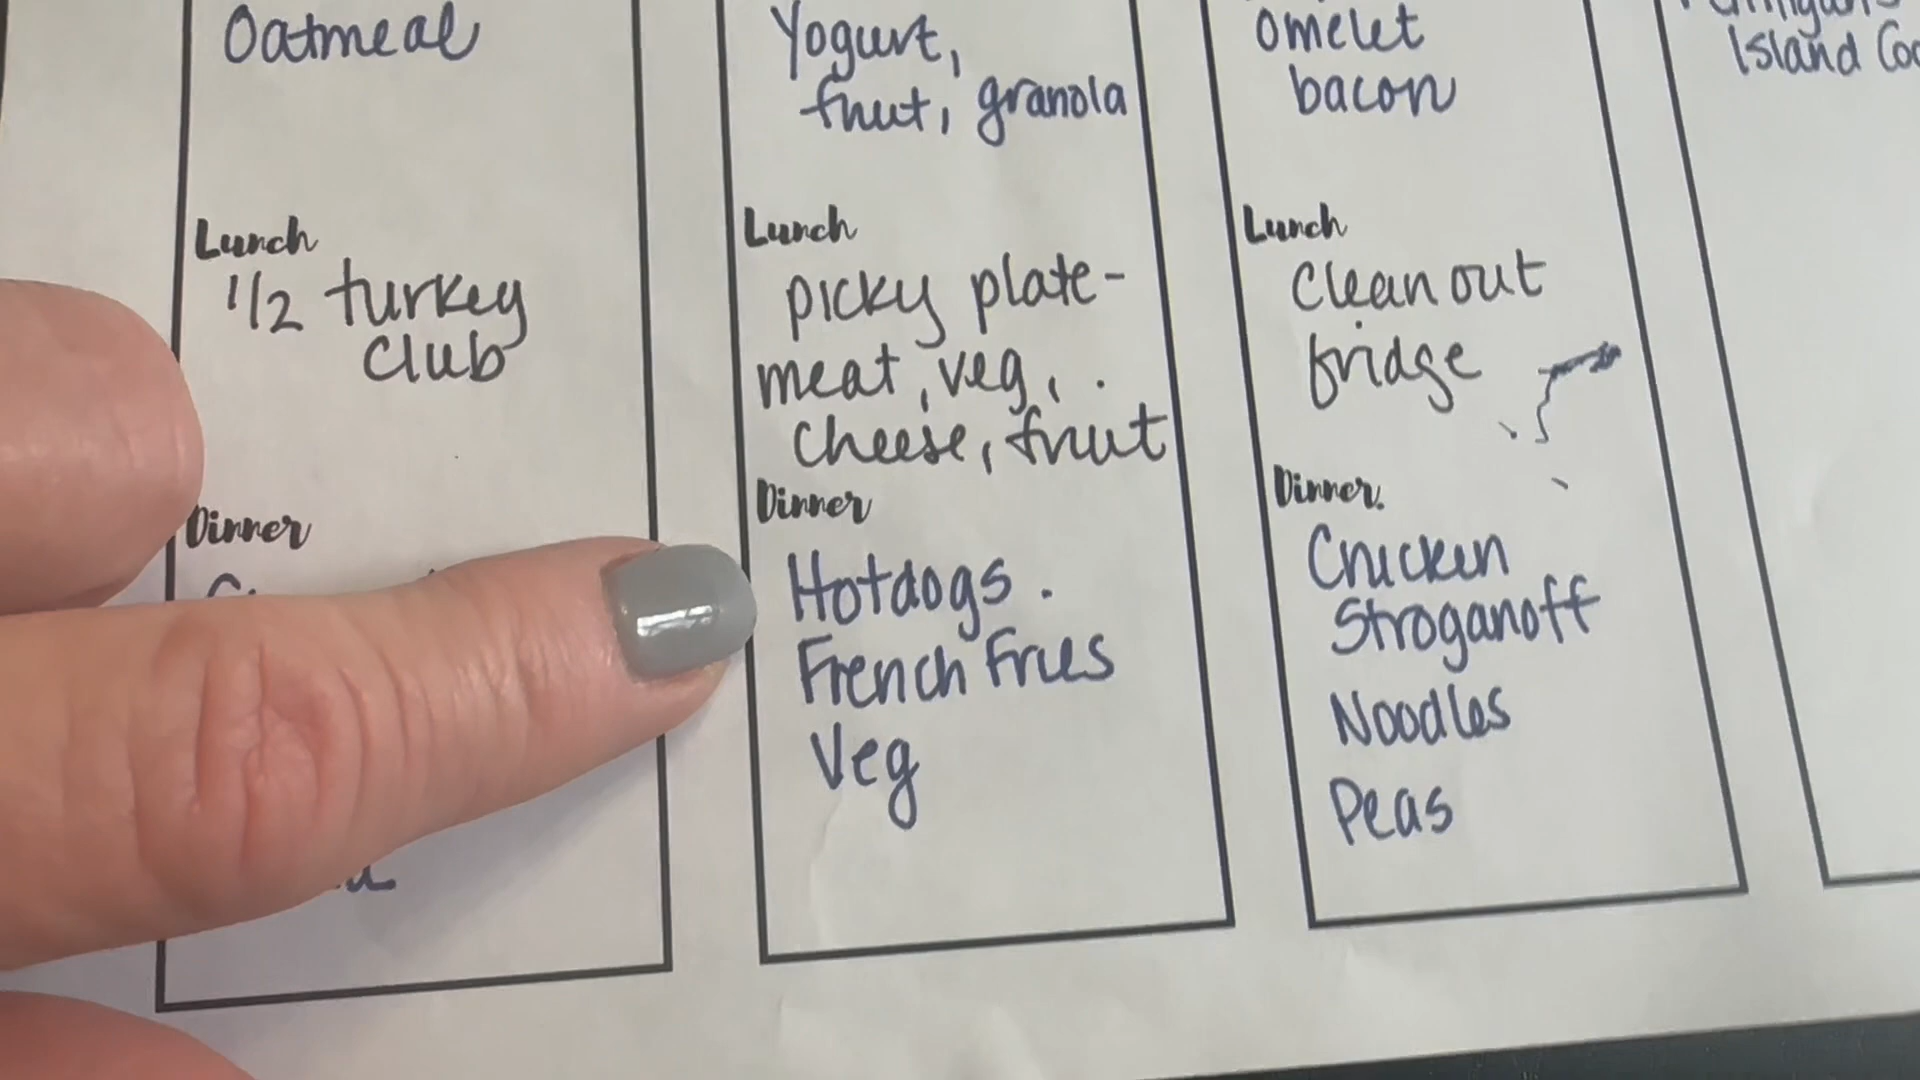 Oatmeal
Lunch
1/2 turkey
club
Dinner
Yogurt,
fruit, granola
Lunch
picky plate-
meat, veg,
cheese, fruit
Dinner
Hotdogs
French Fries
Veg
omelet
bacon
Lunch
Clean out
fridge
Dinner
Chicken
Stroganoff
Noodles
Peas
Island